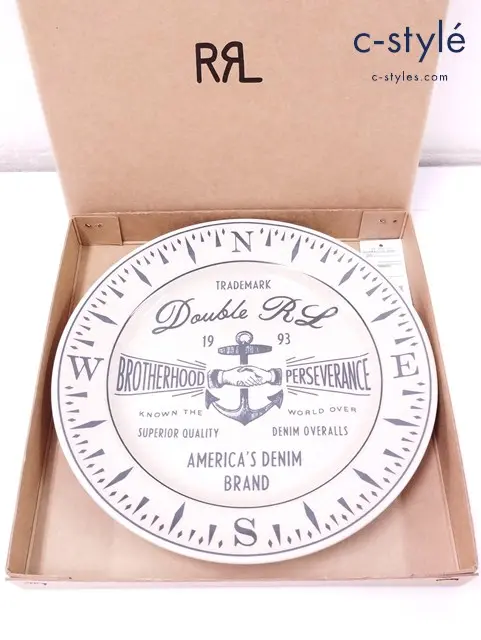 c-stylé
c-styles.com
RRL
N
TRADEMARK
Double RL
19 93
BROTHERHOOD PERSEVERANCE
W E
KNOWN THE WORLD OVER
SUPERIOR QUALITY DENIM OVERALLS
AMERICA'S DENIM
BRAND
S